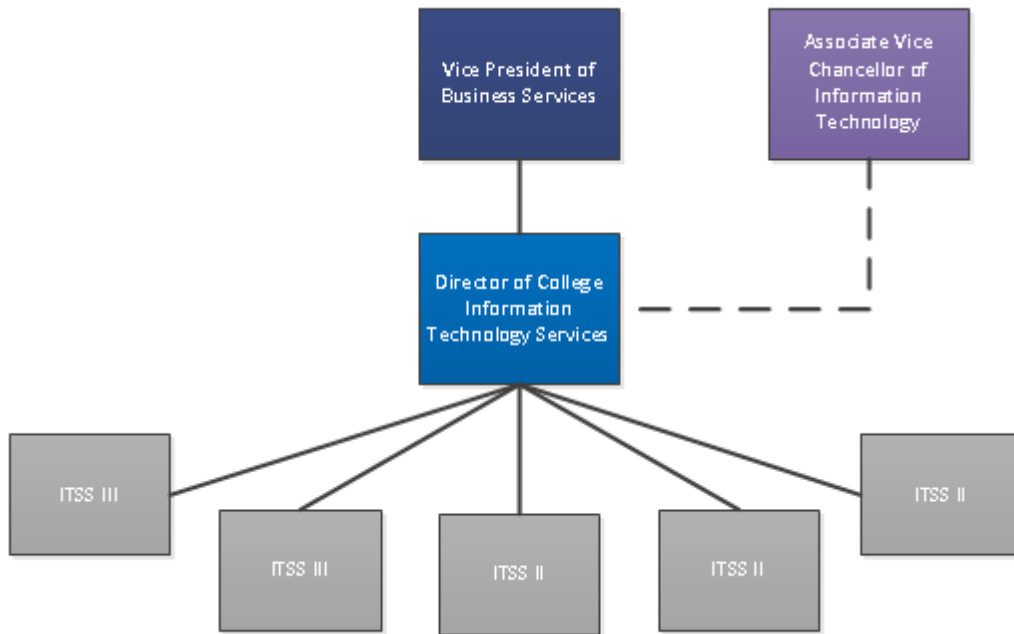 Vice President of
Business Services
Associate Vice
Chancellor of
Information
Technology
Director of College
Information
Technology Services
ITSS III
ITSS III
ITSS II
ITSS II
ITSS II